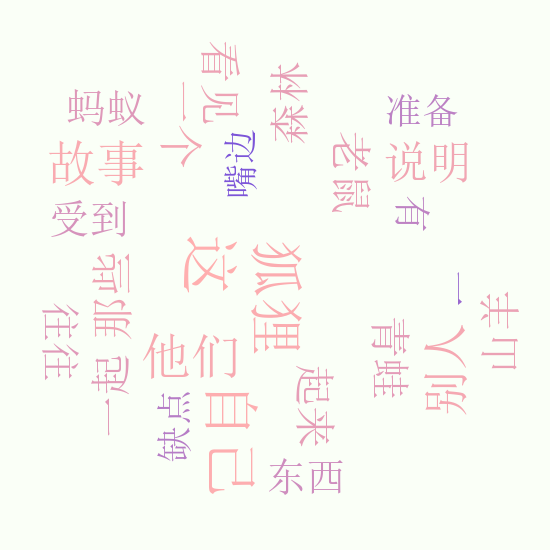 看见
森林
一个
蚂蚁
准备
嘴边
故事
老鼠
说明
受到
有
这
狐狸
那些
一
山羊
往往
他们
青蛙
别人
一起
起来
自己
缺点
东西